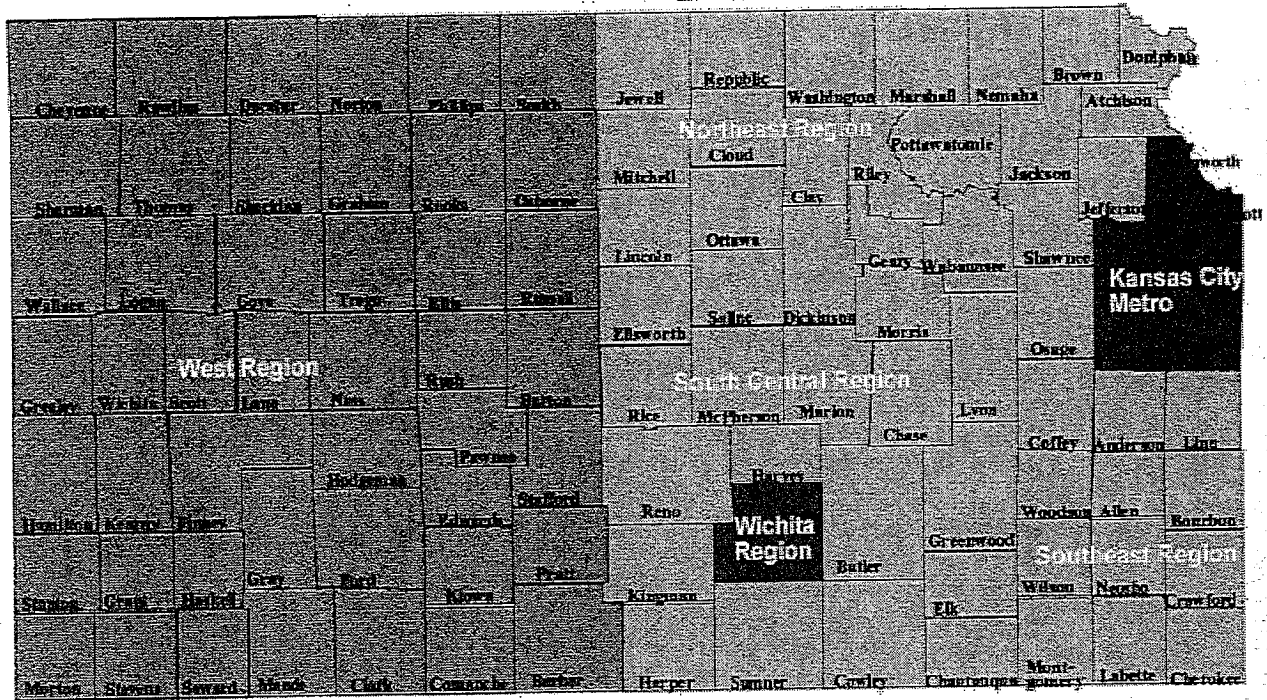 Republic
Brown
Doniphan
Cheyenne
Rawlins
Decatur
Norton
Phillips
Smith
Jewell
Washington
Marshall
Nemaha
Atchison
Northeast Region
Pottawatomie
Cloud
Mitchell
Riley
Jackson
worth
Sherman
Thomas
Sheridan
Graham
Rooks
Osborne
Clay
Jefferson
ott
Ottawa
Lincoln
Geary
Wabaunsee
Shawnee
Kansas City
Metro
Wallace
Logan
Gove
Trego
Ellis
Russell
Saline
Dickinson
Ellsworth
Morris
Osage
West Region
Rush
South Central Region
Greeley
Wichita
Scott
Lane
Ness
Barton
Rice
McPherson
Marion
Lyon
Chase
Coffey
Anderson
Linn
Pawnee
Hodgeman
Harvey
Stafford
Reno
Hamilton
Kearny
Finney
Edwards
Wichita
Region
Woodson
Allen
Bourbon
Greenwood
Southeast Region
Gray
Ford
Pratt
Butler
Stanton
Grant
Haskell
Kiowa
Kingman
Elk
Wilson
Neosho
Crawford
Morton
Stevens
Seward
Meade
Clark
Comanche
Barber
Harper
Sumner
Cowley
Chautauqua
Mont-
gomery
Labette
Cherokee